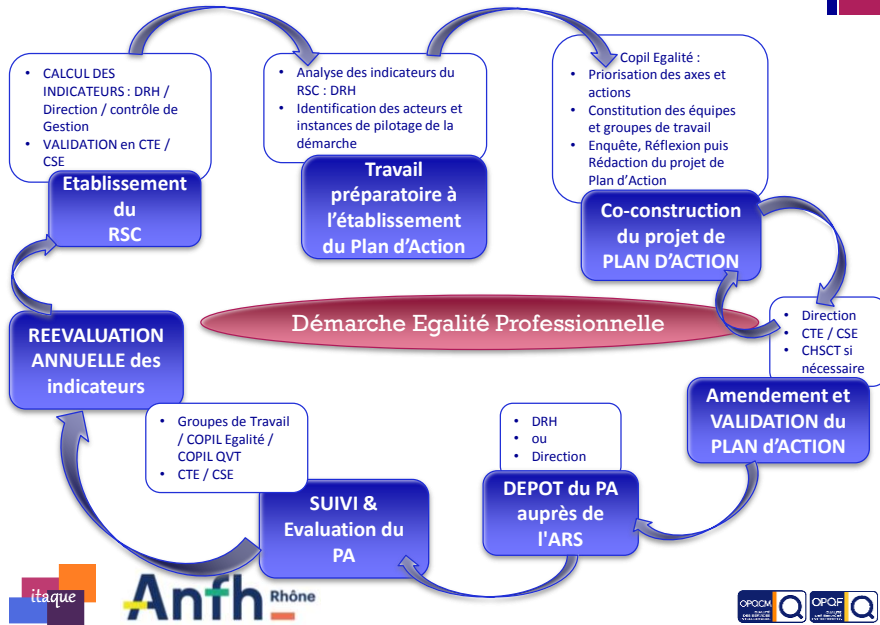 • CALCUL DES
INDICATEURS : DRH /
Direction / contrôle de
Gestion
• VALIDATION en CTE /
CSE
Etablissement
du
RSC
• Analyse des indicateurs du
RSC : DRH
• Identification des acteurs et
instances de pilotage de la
démarche
Travail
préparatoire à
l'établissement
du Plan d'Action
Copil Egalité :
• Priorisation des axes et
actions
• Constitution des équipes
et groupes de travail
• Enquête, Réflexion puis
Rédaction du projet de
Plan d'Action
Co-construction
du projet de
PLAN D'ACTION
Démarche Egalité Professionnelle
• Direction
• CTE / CSE
• CHSCT si
nécessaire
Amendement et
VALIDATION du
PLAN d'ACTION
• DRH
• ou
• Direction
DEPOT du PA
auprès de
l'ARS
• Groupes de Travail
/ COPIL Egalité /
COPIL QVT
• CTE / CSE
SUIVI &
Evaluation du
PA
REEVALUATION
ANNUELLE des
indicateurs
itaque
Anfh Rhône
OPQCM
OPQF